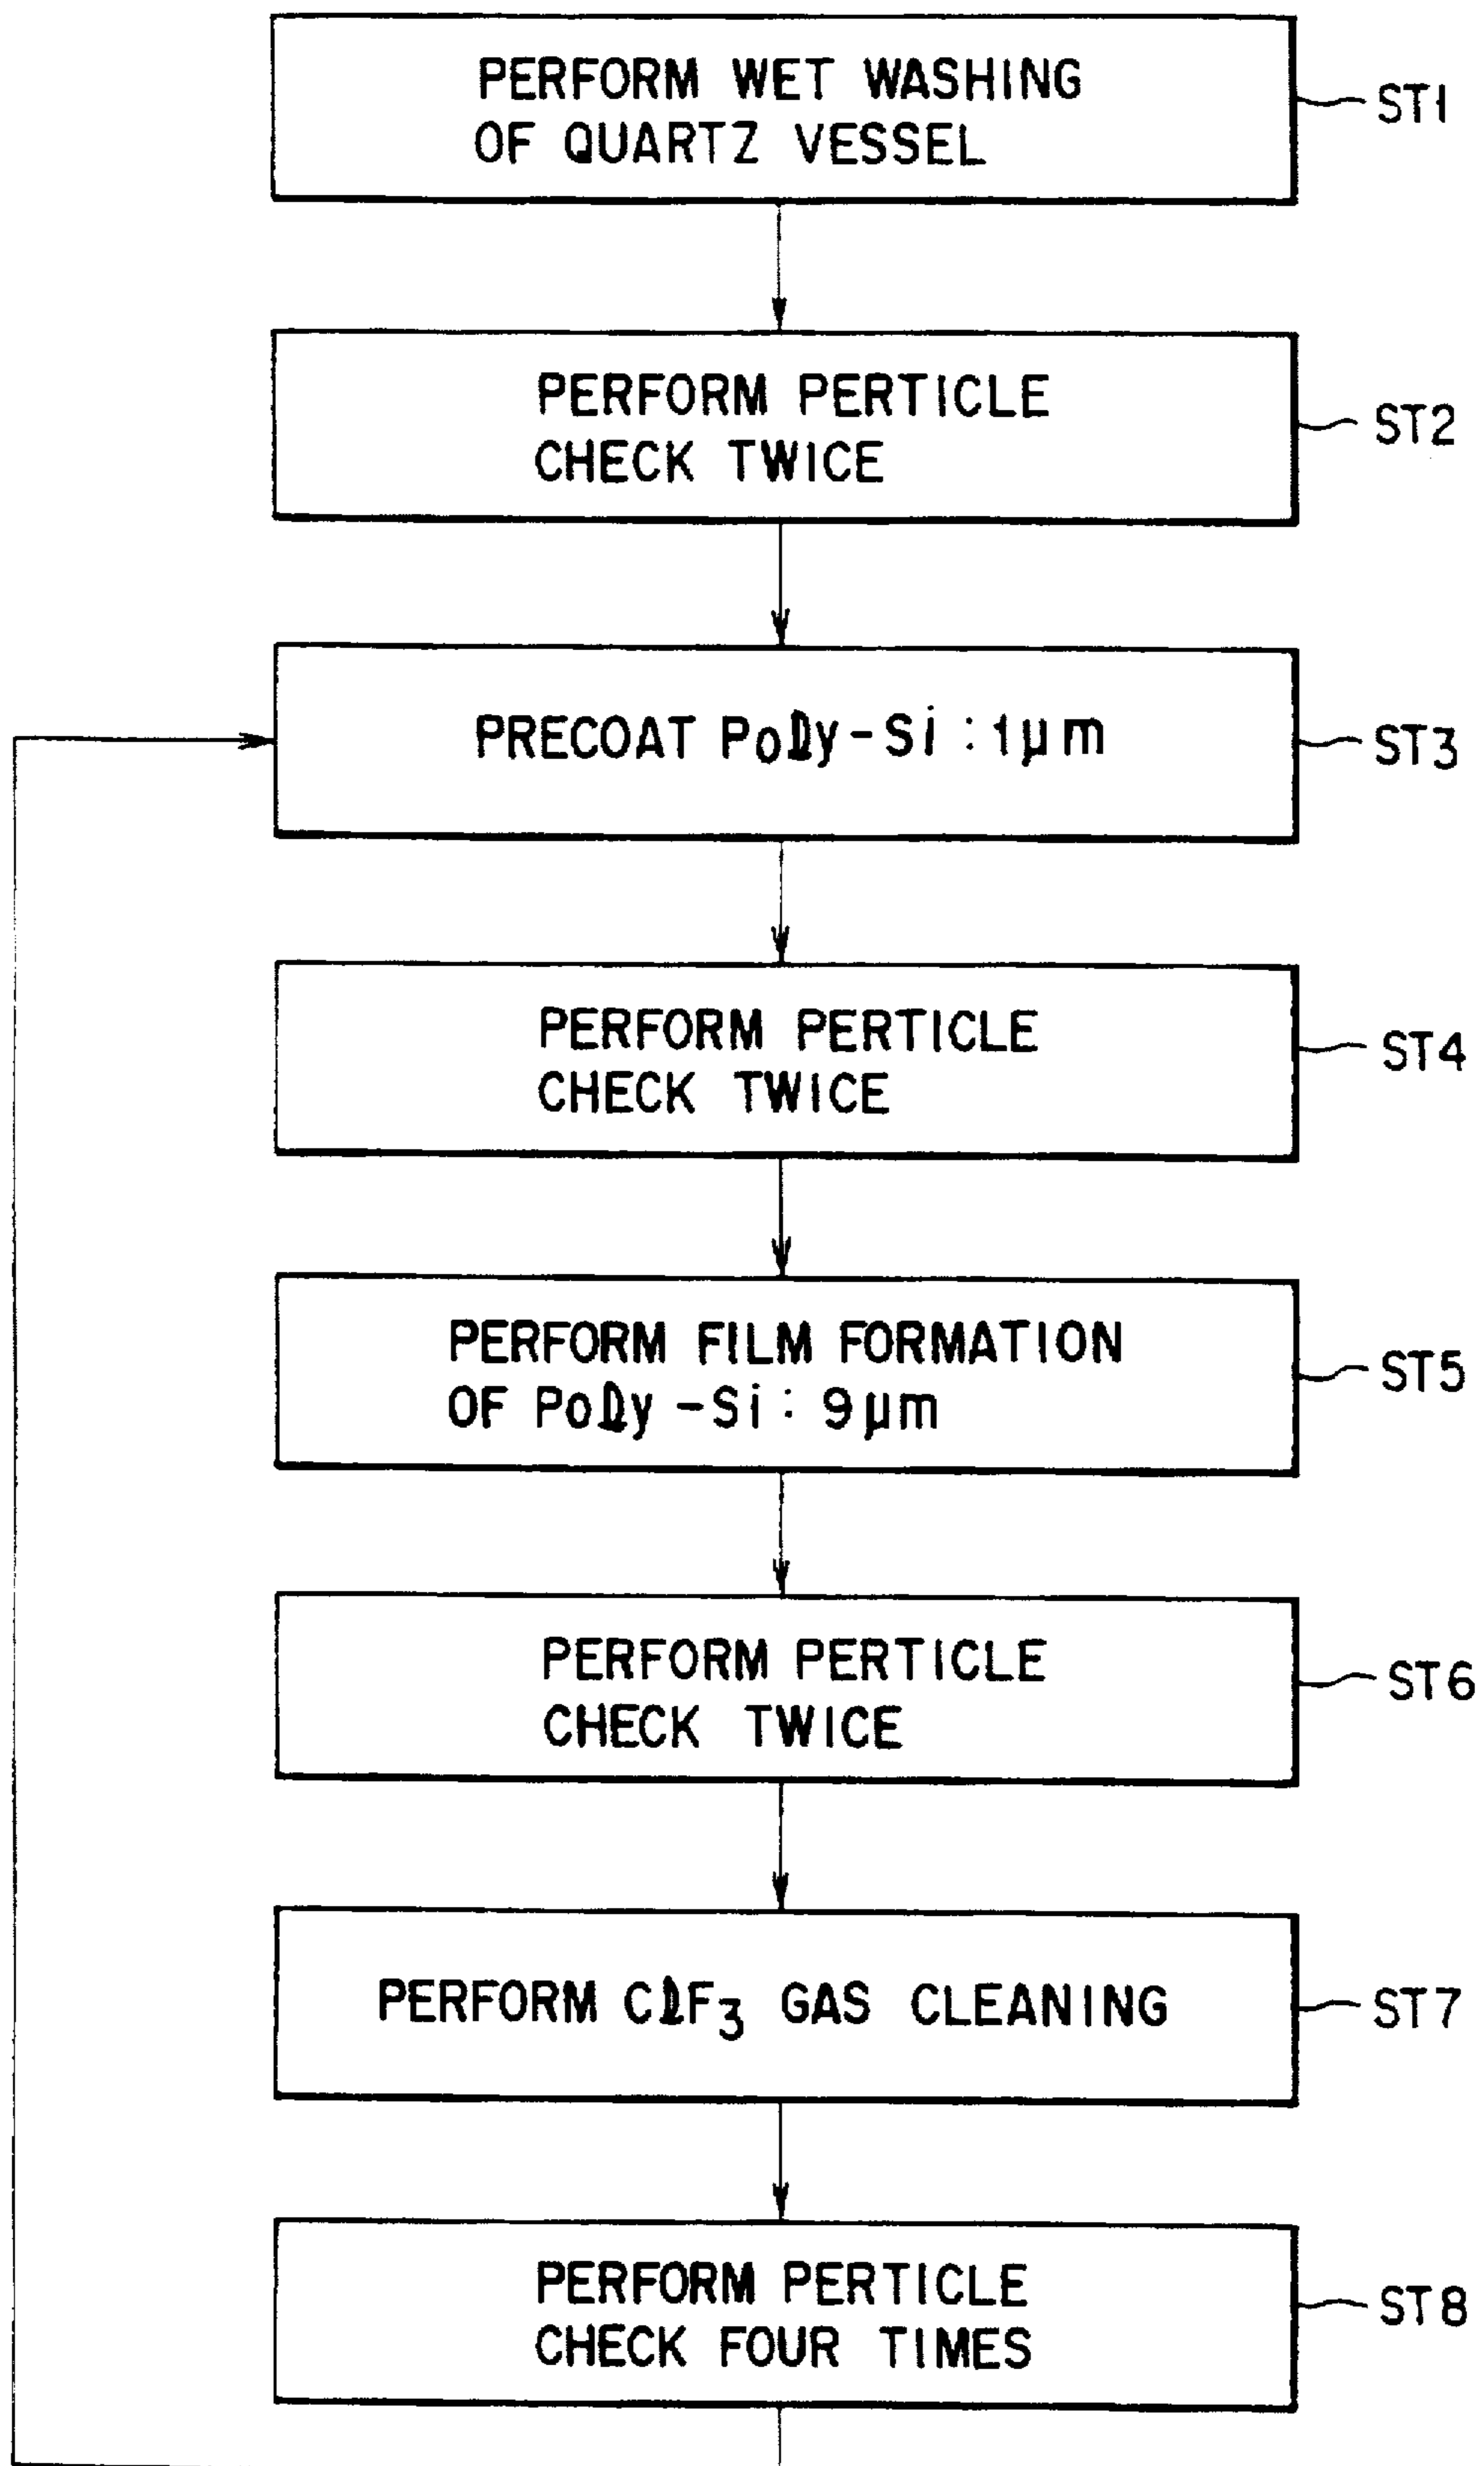 PERFORM WET WASHING
OF QUARTZ VESSEL
ST1
PERFORM PERTICLE
CHECK TWICE
ST2
PRECOAT Poly-Si : 1μm
ST3
PERFORM PERTICLE
CHECK TWICE
ST4
PERFORM FILM FORMATION
OF Poly-Si : 9μm
ST5
PERFORM PERTICLE
CHECK TWICE
ST6
PERFORM ClF₃ GAS CLEANING
ST7
PERFORM PERTICLE
CHECK FOUR TIMES
ST8